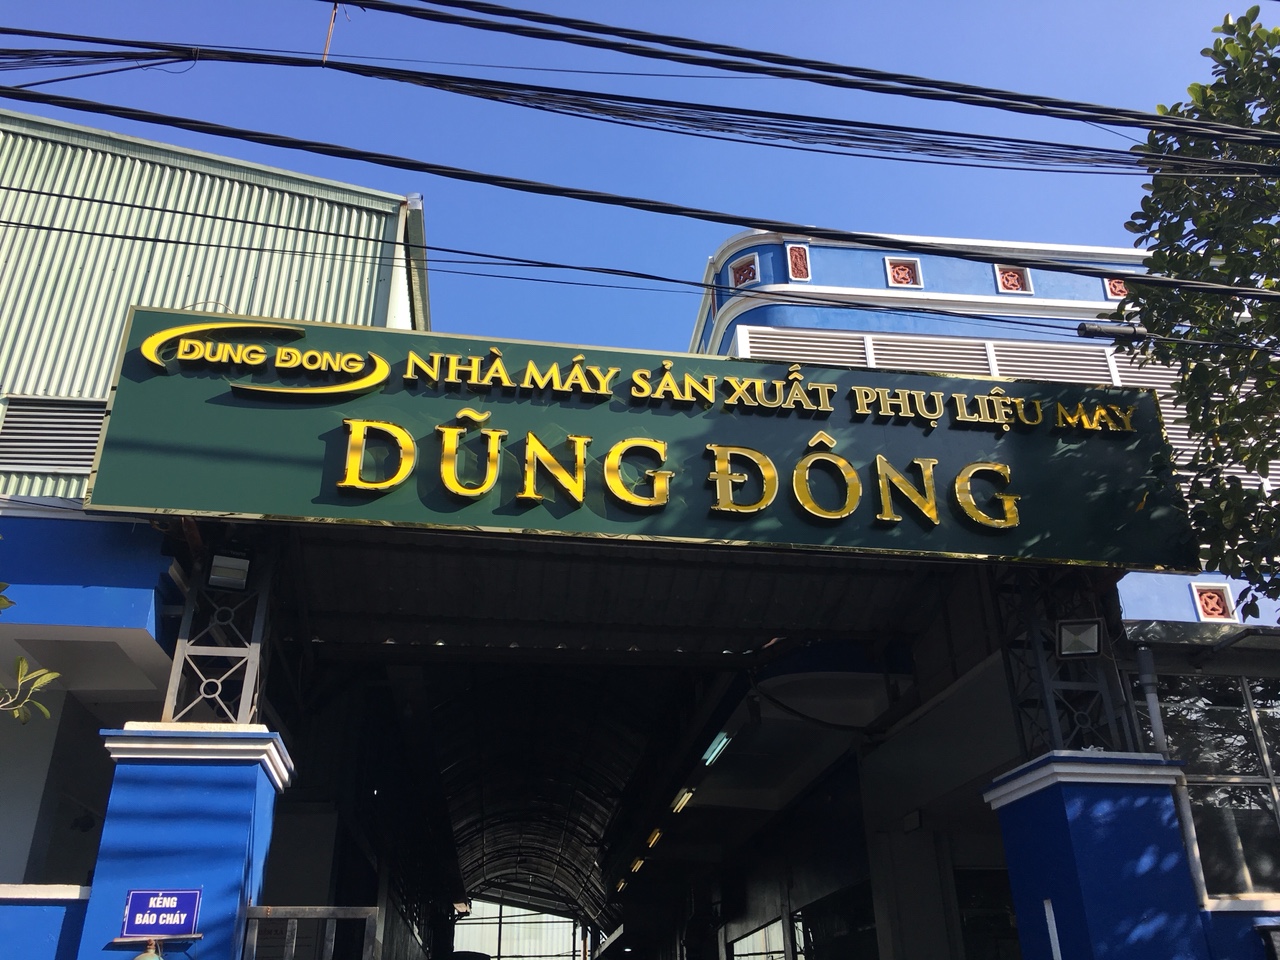 DUNG DONG
NHÀ MÁY SẢN XUẤT PHỤ LIỆU MAY
DŨNG ĐÔNG
KẺNG
BÁO CHÁY